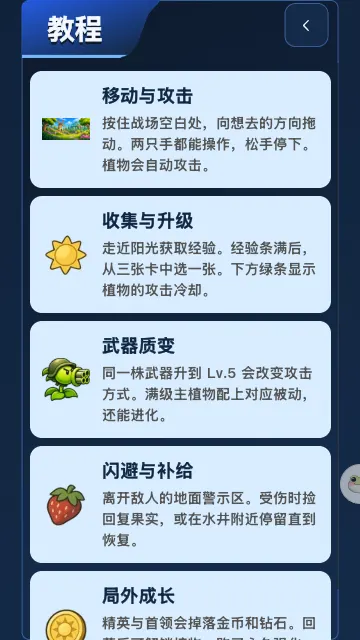 教程
移动与攻击
按住战场空白处，向想去的方向拖
动。两只手都能操作，松手停下。
植物会自动攻击。
收集与升级
走近阳光获取经验。经验条满后，
从三张卡中选一张。下方绿条显示
植物的攻击冷却。
武器质变
同一株武器升到 Lv.5 会改变攻击
方式。满级主植物配上对应被动，
还能进化。
闪避与补给
离开敌人的地面警示区。受伤时捡
回复果实，或在水井附近停留直到
恢复。
局外成长
精英与首领会掉落金币和钻石。回